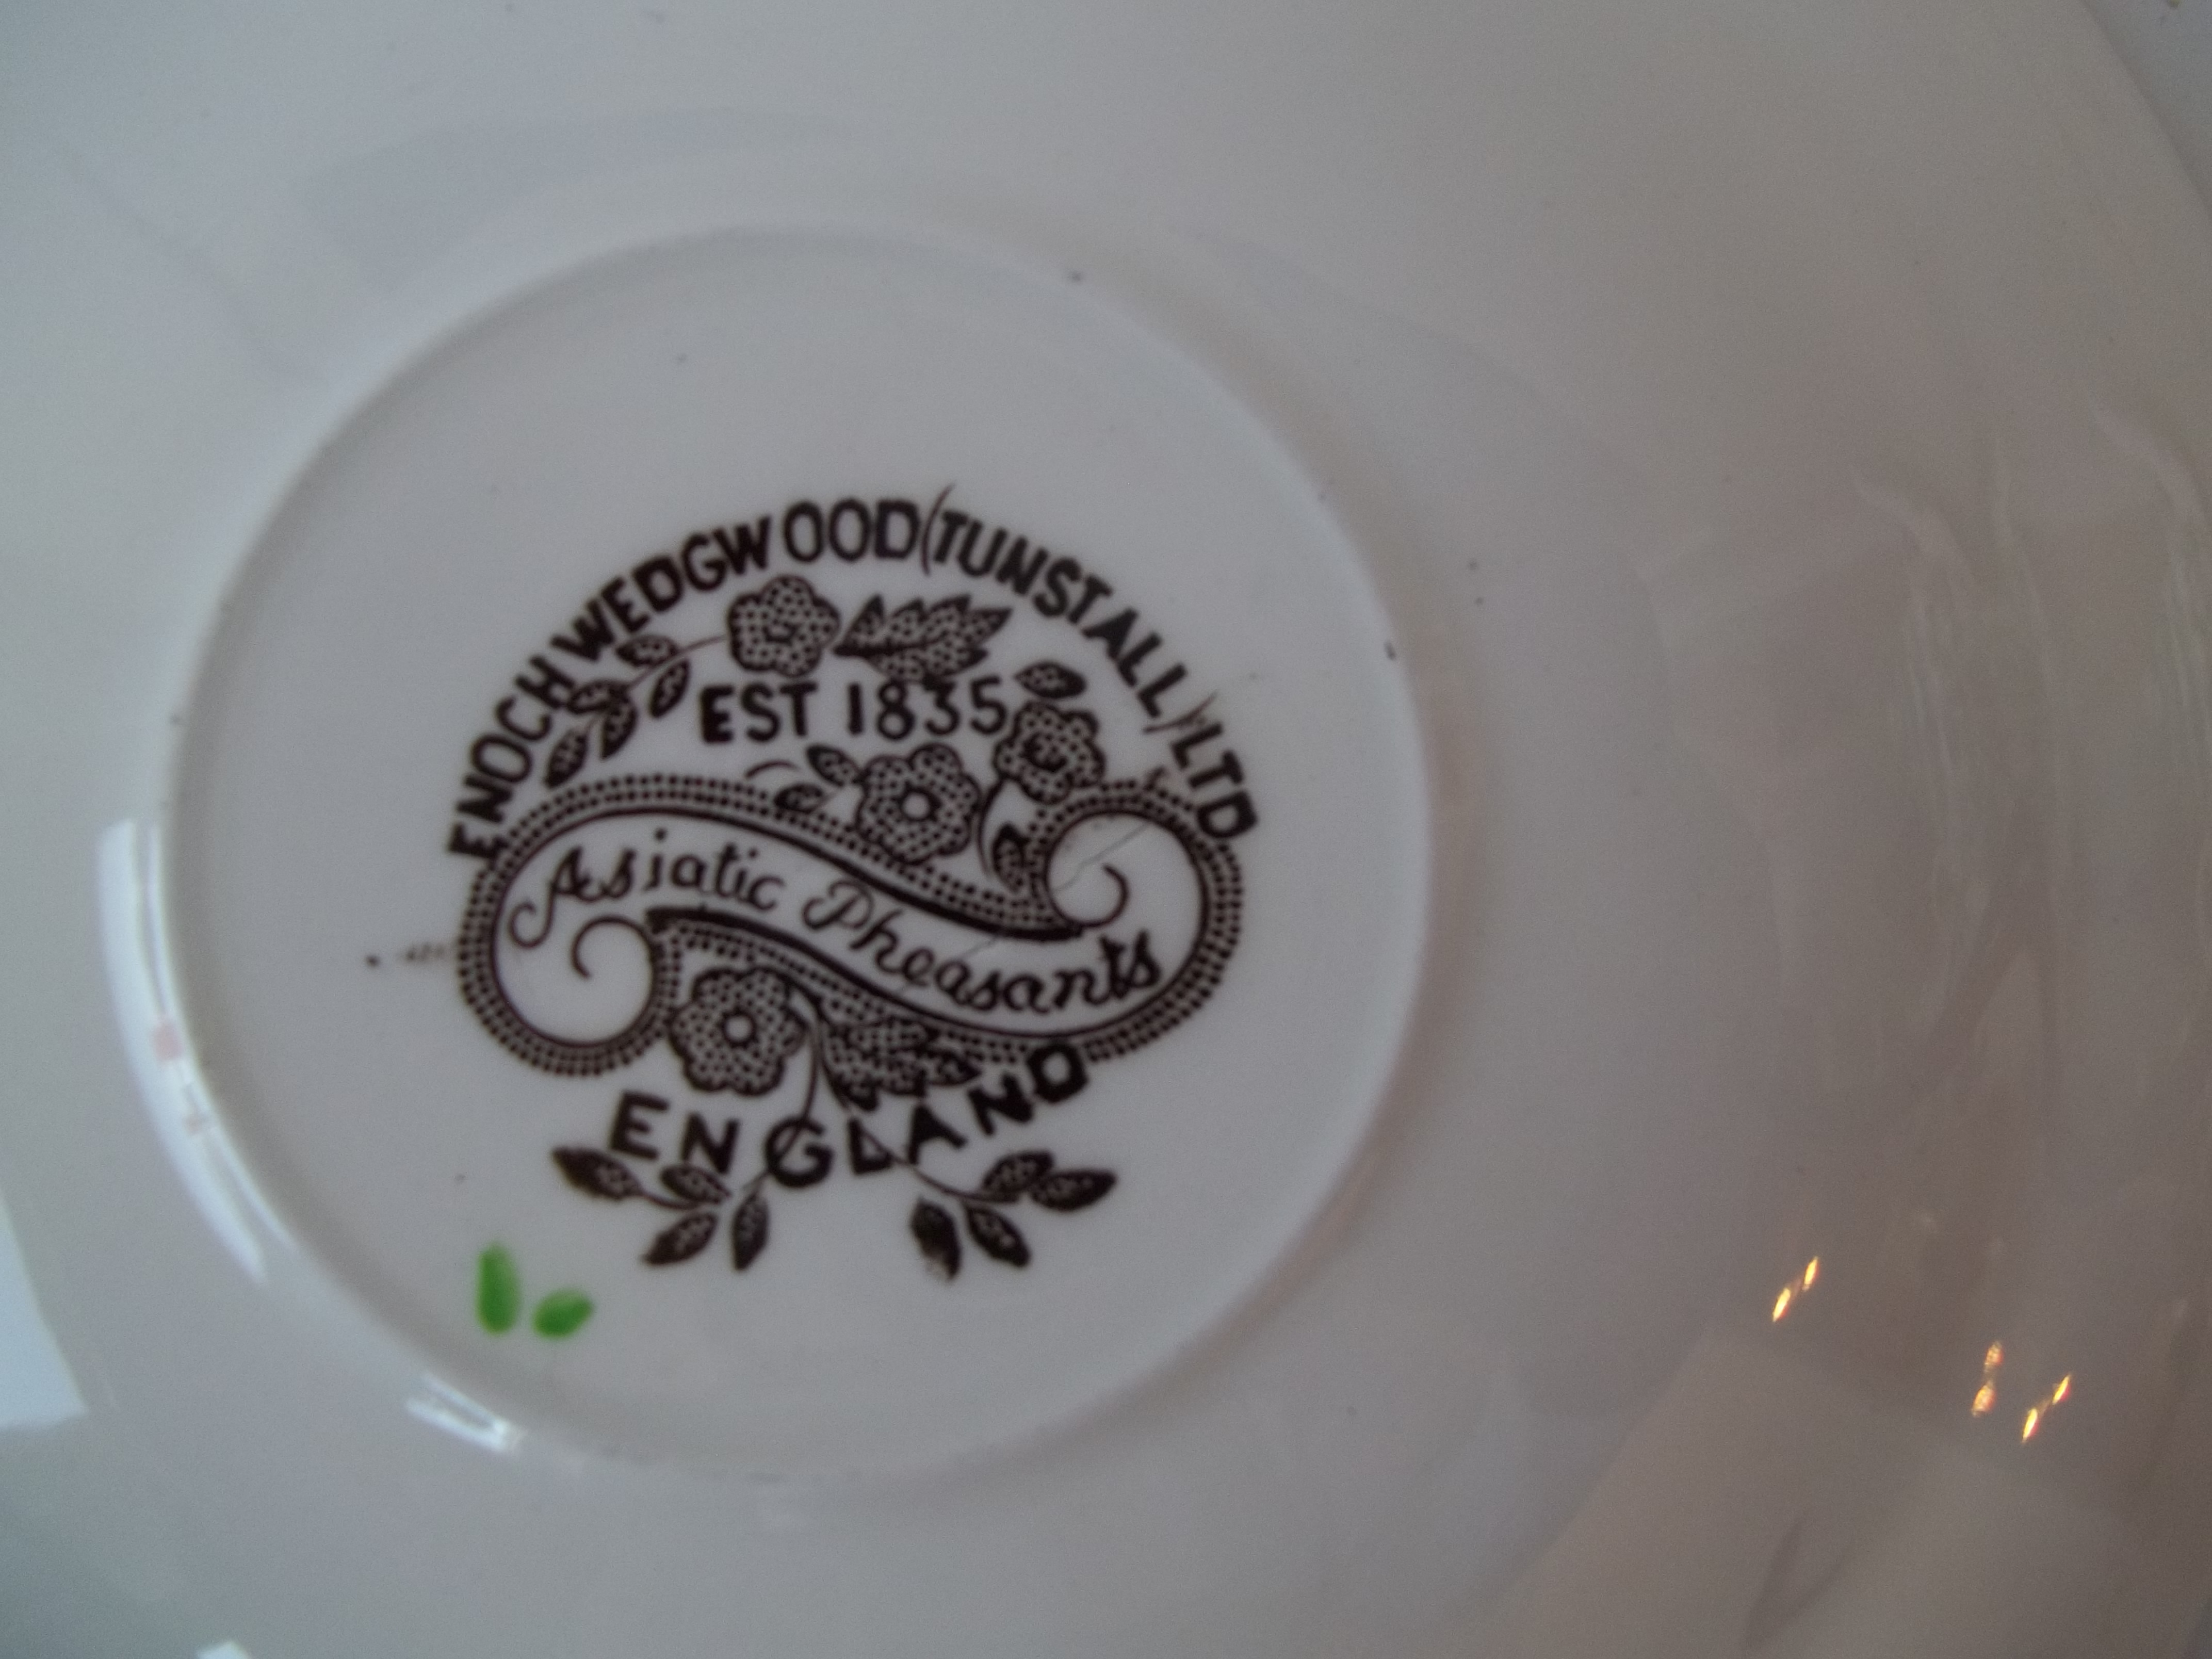 ENOCH WEDGWOOD (TUNSTALL) LTD
EST 1835
Asiatic Pheasants
ENGLAND